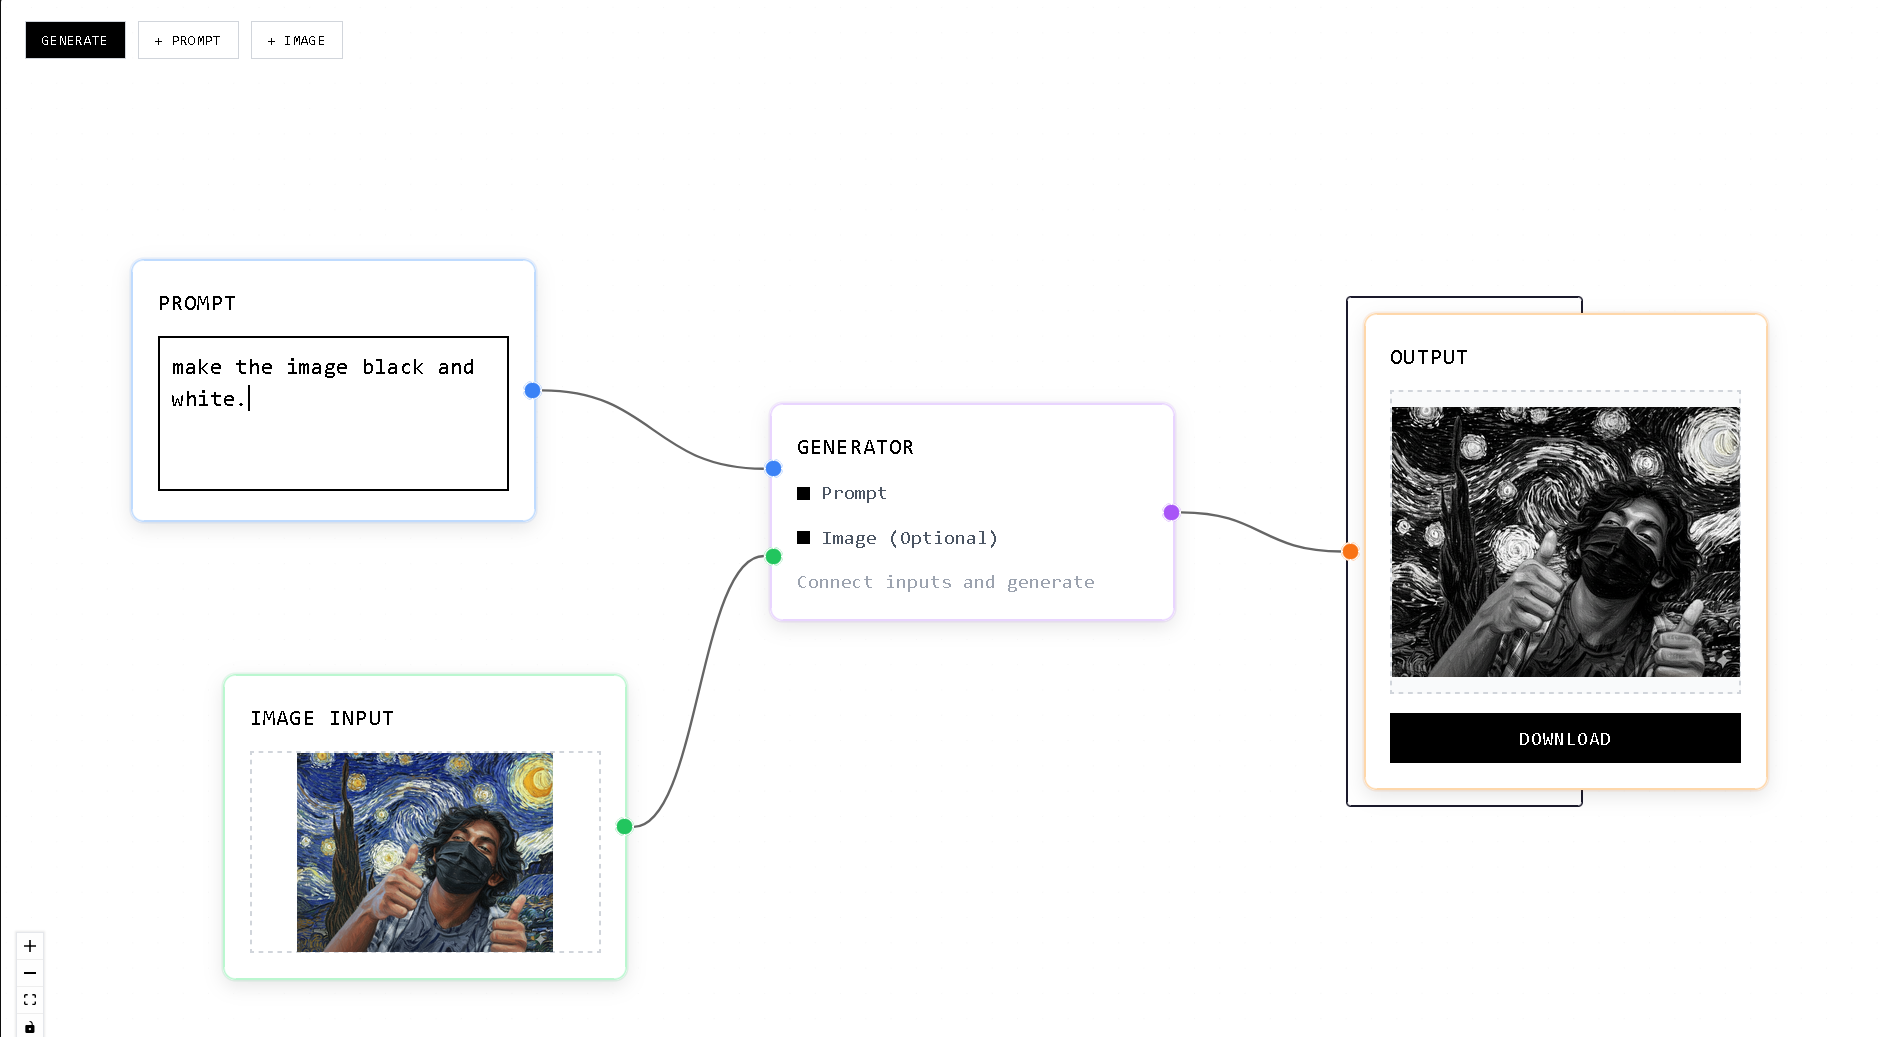 GENERATE
+ PROMPT
+ IMAGE
PROMPT
make the image black and
white.
GENERATOR
Prompt
Image (Optional)
Connect inputs and generate
IMAGE INPUT
OUTPUT
DOWNLOAD